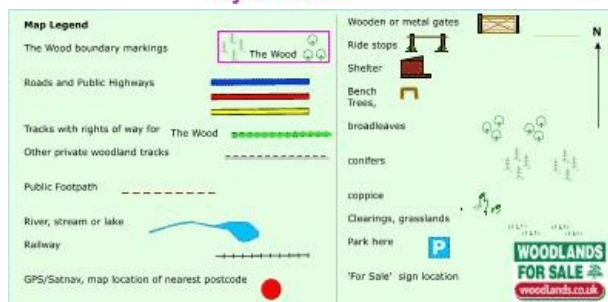 Map Legend
The Wood boundary markings
The Wood
Roads and Public Highways
Tracks with rights of way for The Wood
Other private woodland tracks
Public Footpath
River, stream or lake
Railway
GPS/Satnav, map location of nearest postcode
Wooden or metal gates
N
Ride stops
Shelter
Bench
Trees,
broadleaves
conifers
coppice
Clearings, grasslands
Park here
P
'For Sale' sign location
WOODLANDS
FOR SALE
woodlands.co.uk